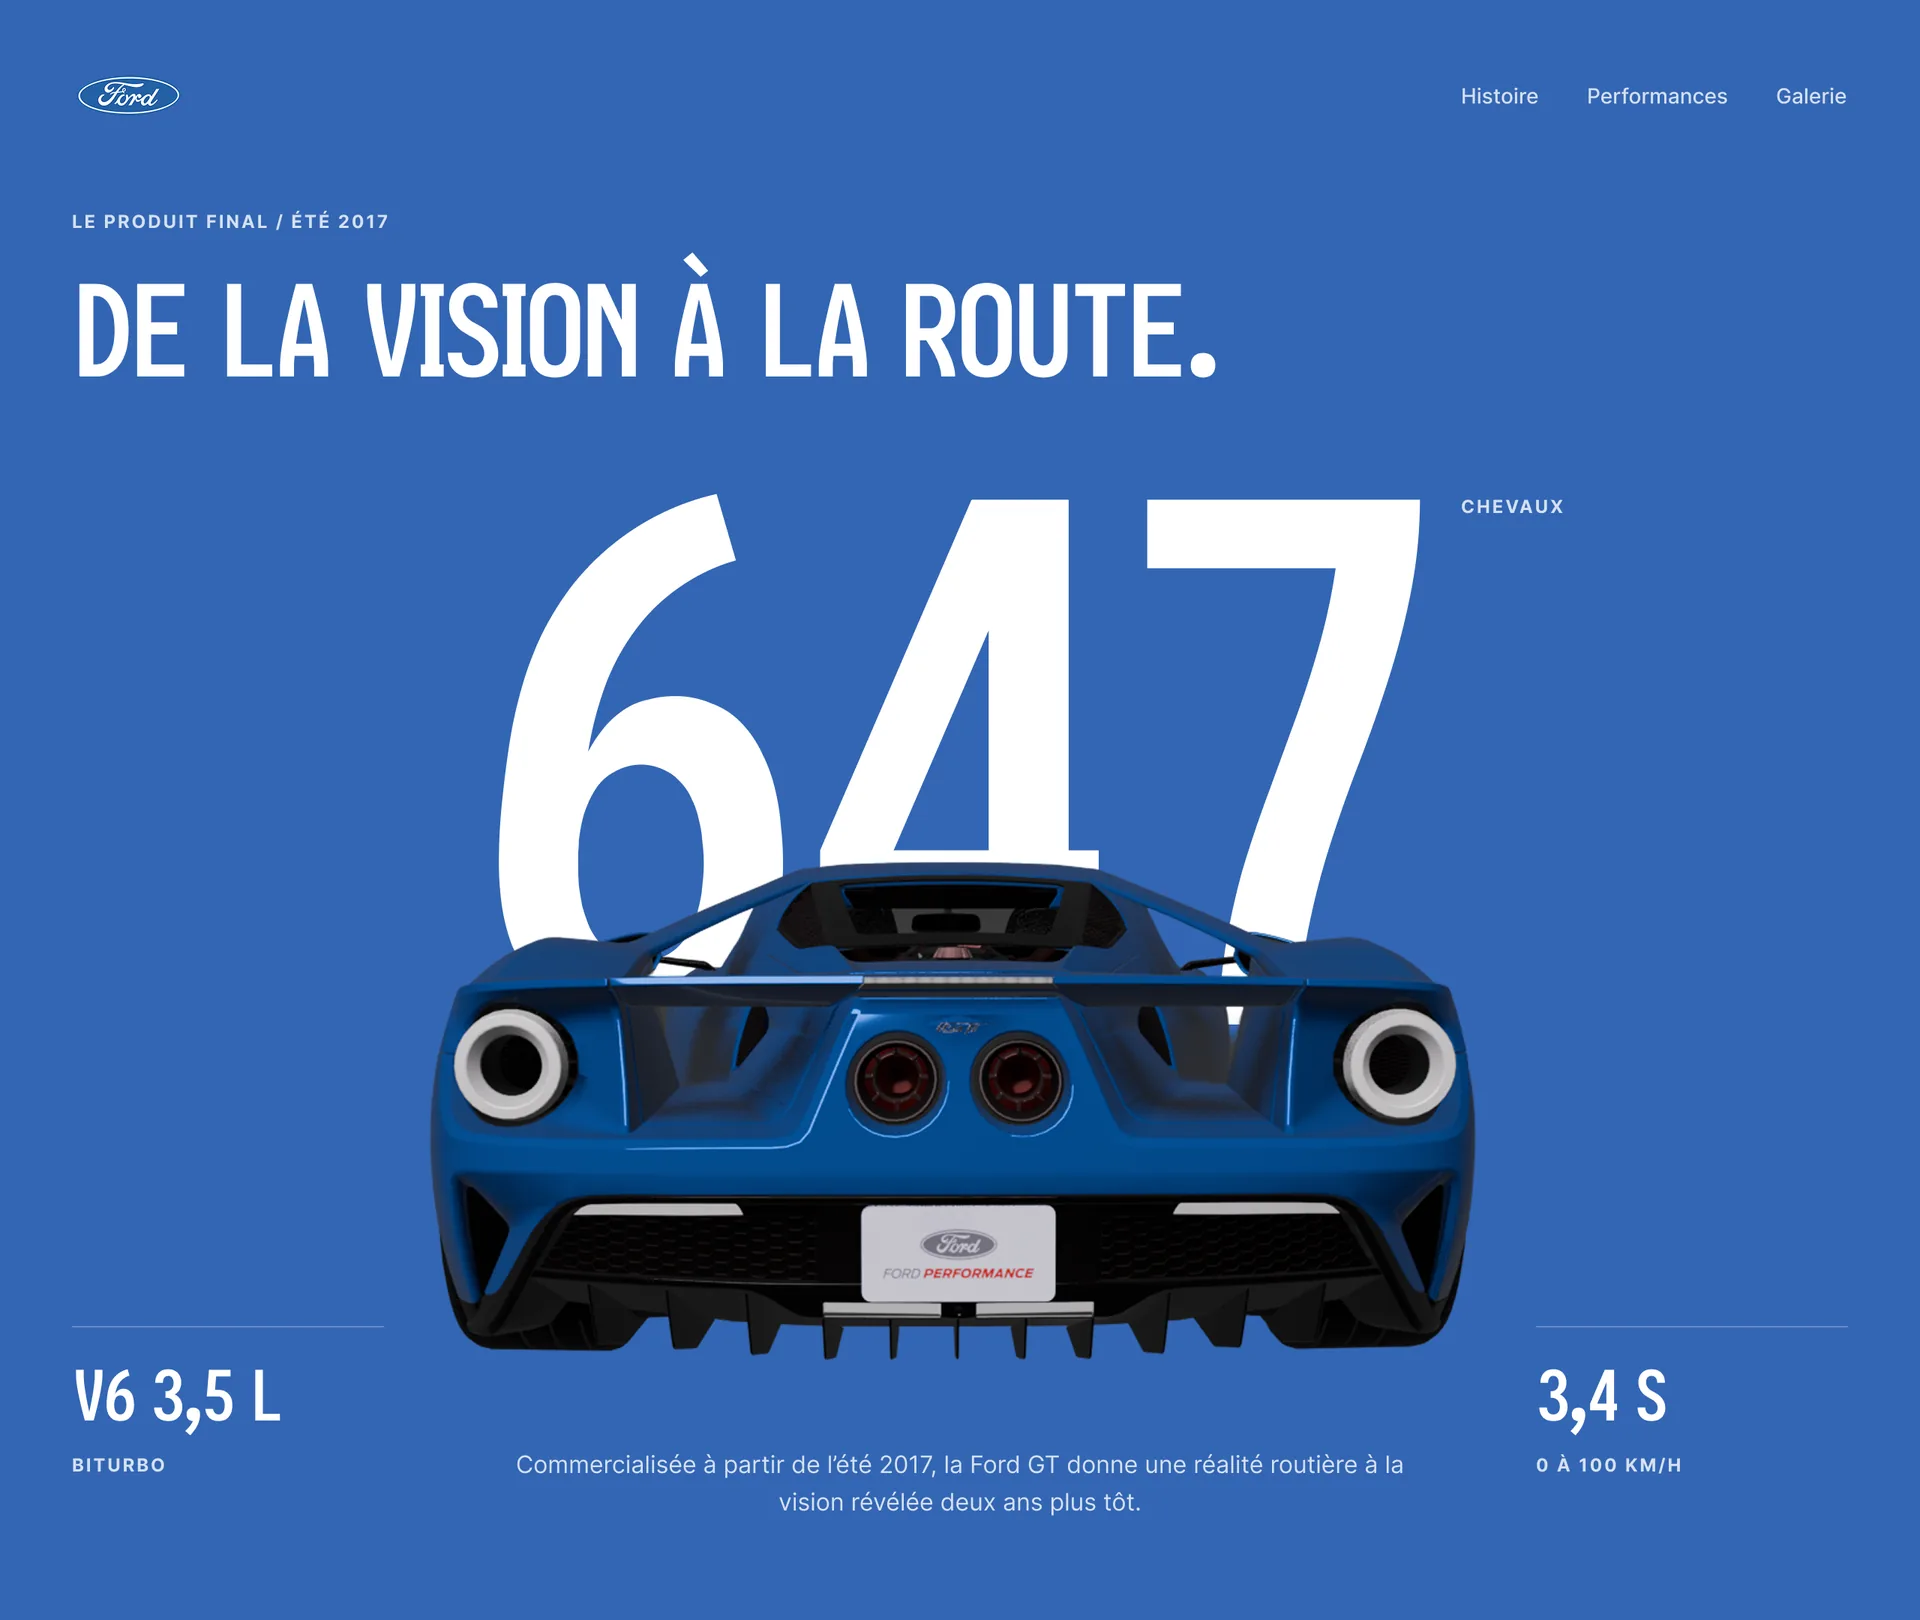 Ford
Histoire
Performances
Galerie
LE PRODUIT FINAL / ÉTÉ 2017
DE LA VISION À LA ROUTE.
647
CHEVAUX
Ford
FORD PERFORMANCE
V6 3,5 L
BITURBO
Commercialisée à partir de l’été 2017, la Ford GT donne une réalité routière à la
vision révélée deux ans plus tôt.
3,4 S
0 À 100 KM/H